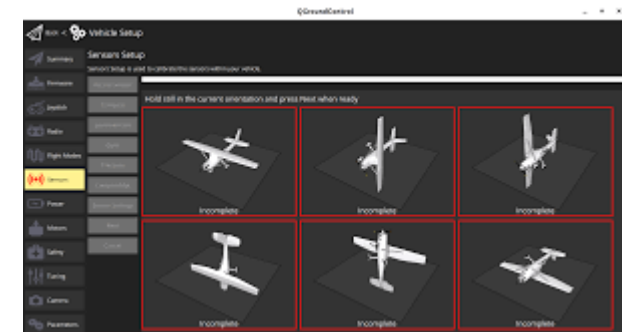 QGroundControl
Back < Vehicle Setup
Summary
Firmware
Joystick
Radio
Flight Modes
Sensors
Power
Motors
Safety
Tuning
Camera
Parameters
Sensors Setup
Sensors Setup is used to calibrate the sensors within your vehicle.
Cancel
Hold still in the current orientation and press Next when ready
Incomplete
Incomplete
Incomplete
Incomplete
Incomplete
Incomplete